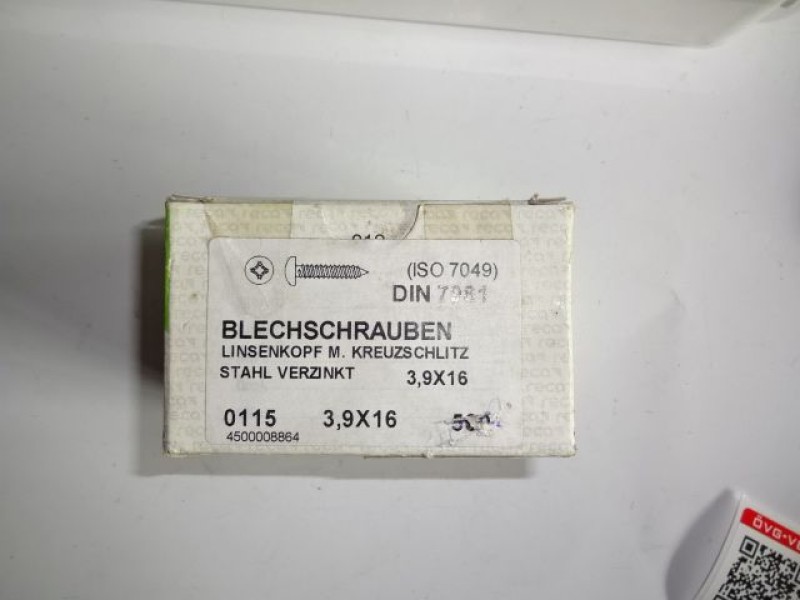 (ISO 7049)
DIN 7981
BLECHSCHRAUBEN
LINSENKOPF M. KREUZSCHLITZ
STAHL VERZINKT 3,9X16
0115 3,9X16
4500008864